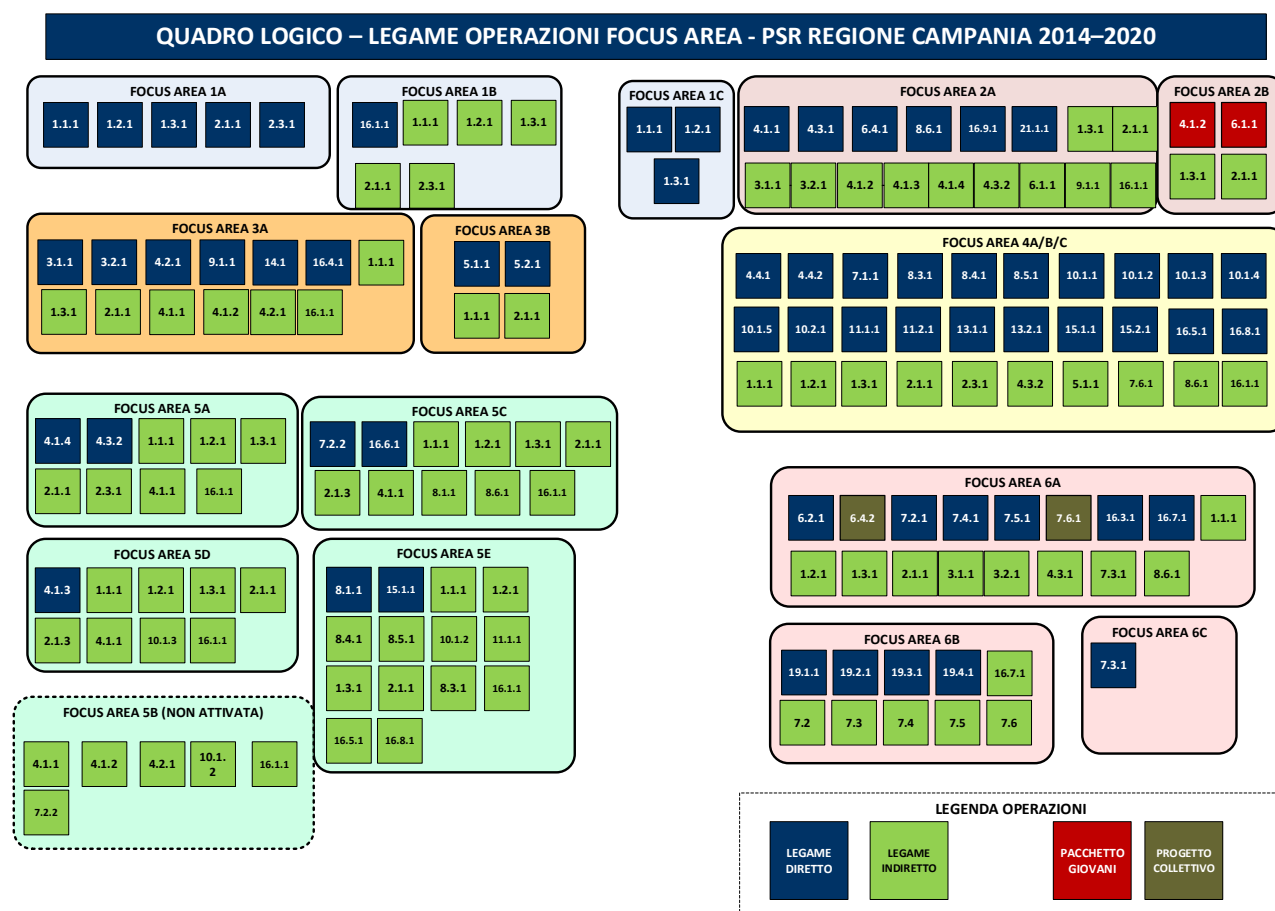 QUADRO LOGICO – LEGAME OPERAZIONI FOCUS AREA - PSR REGIONE CAMPANIA 2014–2020
FOCUS AREA 1A
1.1.1 1.2.1 1.3.1 2.1.1 2.3.1
FOCUS AREA 1B
16.1.1 1.1.1 1.2.1 1.3.1
2.1.1 2.3.1
FOCUS AREA 1C
1.1.1 1.2.1
1.3.1
FOCUS AREA 2A
4.1.1 4.3.1 6.4.1 8.6.1 16.9.1 21.1.1 1.3.1 2.1.1
3.1.1 3.2.1 4.1.2 4.1.3 4.1.4 4.3.2 6.1.1 9.1.1 16.1.1
FOCUS AREA 2B
4.1.2 6.1.1
1.3.1 2.1.1
FOCUS AREA 3A
3.1.1 3.2.1 4.2.1 9.1.1 14.1 16.4.1 1.1.1
1.3.1 2.1.1 4.1.1 4.1.2 4.2.1 16.1.1
FOCUS AREA 3B
5.1.1 5.2.1
1.1.1 2.1.1
FOCUS AREA 4A/B/C
4.4.1 4.4.2 7.1.1 8.3.1 8.4.1 8.5.1 10.1.1 10.1.2 10.1.3 10.1.4
10.1.5 10.2.1 11.1.1 11.2.1 13.1.1 13.2.1 15.1.1 15.2.1 16.5.1 16.8.1
1.1.1 1.2.1 1.3.1 2.1.1 2.3.1 4.3.2 5.1.1 7.6.1 8.6.1 16.1.1
FOCUS AREA 5A
4.1.4 4.3.2 1.1.1 1.2.1 1.3.1
2.1.1 2.3.1 4.1.1 16.1.1
FOCUS AREA 5C
7.2.2 16.6.1 1.1.1 1.2.1 1.3.1 2.1.1
2.1.3 4.1.1 8.1.1 8.6.1 16.1.1
FOCUS AREA 6A
6.2.1 6.4.2 7.2.1 7.4.1 7.5.1 7.6.1 16.3.1 16.7.1 1.1.1
1.2.1 1.3.1 2.1.1 3.1.1 3.2.1 4.3.1 7.3.1 8.6.1
FOCUS AREA 5D
4.1.3 1.1.1 1.2.1 1.3.1 2.1.1
2.1.3 4.1.1 10.1.3 16.1.1
FOCUS AREA 5E
8.1.1 15.1.1 1.1.1 1.2.1
8.4.1 8.5.1 10.1.2 11.1.1
1.3.1 2.1.1 8.3.1 16.1.1
16.5.1 16.8.1
FOCUS AREA 6B
19.1.1 19.2.1 19.3.1 19.4.1 16.7.1
7.2 7.3 7.4 7.5 7.6
FOCUS AREA 6C
7.3.1
FOCUS AREA 5B (NON ATTIVATA)
4.1.1 4.1.2 4.2.1 10.1.
2 16.1.1
7.2.2
LEGENDA OPERAZIONI
LEGAME
DIRETTO
LEGAME
INDIRETTO
PACCHETTO
GIOVANI
PROGETTO
COLLETTIVO